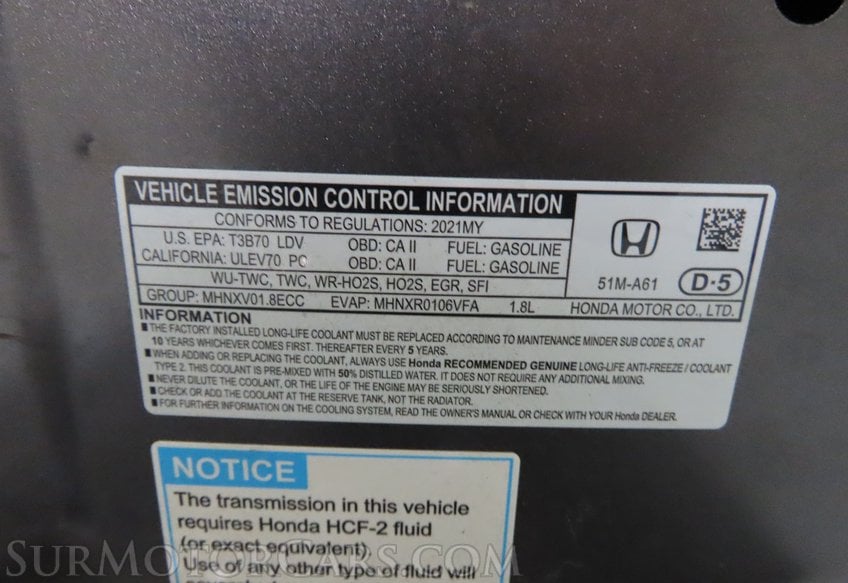 VEHICLE EMISSION CONTROL INFORMATION
CONFORMS TO REGULATIONS: 2021MY
U.S. EPA: T3B70 LDV OBD: CA II FUEL: GASOLINE
CALIFORNIA: ULEV70 PC OBD: CA II FUEL: GASOLINE
WU-TWC, TWC, WR-HO2S, HO2S, EGR, SFI
51M-A61 D-5
GROUP: MHNXV01.8ECC EVAP: MHNXR0106VFA 1.8L HONDA MOTOR CO., LTD.
INFORMATION
■ THE FACTORY INSTALLED LONG-LIFE COOLANT MUST BE REPLACED ACCORDING TO MAINTENANCE MINDER SUB CODE 5, OR AT
10 YEARS WHICHEVER COMES FIRST. THEREAFTER EVERY 5 YEARS.
■ WHEN ADDING OR REPLACING THE COOLANT, ALWAYS USE Honda RECOMMENDED GENUINE LONG-LIFE ANTI-FREEZE / COOLANT
TYPE 2. THIS COOLANT IS PRE-MIXED WITH 50% DISTILLED WATER. IT DOES NOT REQUIRE ANY ADDITIONAL MIXING.
■ NEVER DILUTE THE COOLANT, OR THE LIFE OF THE ENGINE MAY BE SERIOUSLY SHORTENED.
■ CHECK OR ADD THE COOLANT AT THE RESERVE TANK, NOT THE RADIATOR.
■ FOR FURTHER INFORMATION ON THE COOLING SYSTEM, READ THE OWNER'S MANUAL OR CHECK WITH YOUR Honda DEALER.
NOTICE
The transmission in this vehicle
requires Honda HCF-2 fluid
(or exact equivalent).
Use of any other type of fluid will
SURMOTORCARS.COM